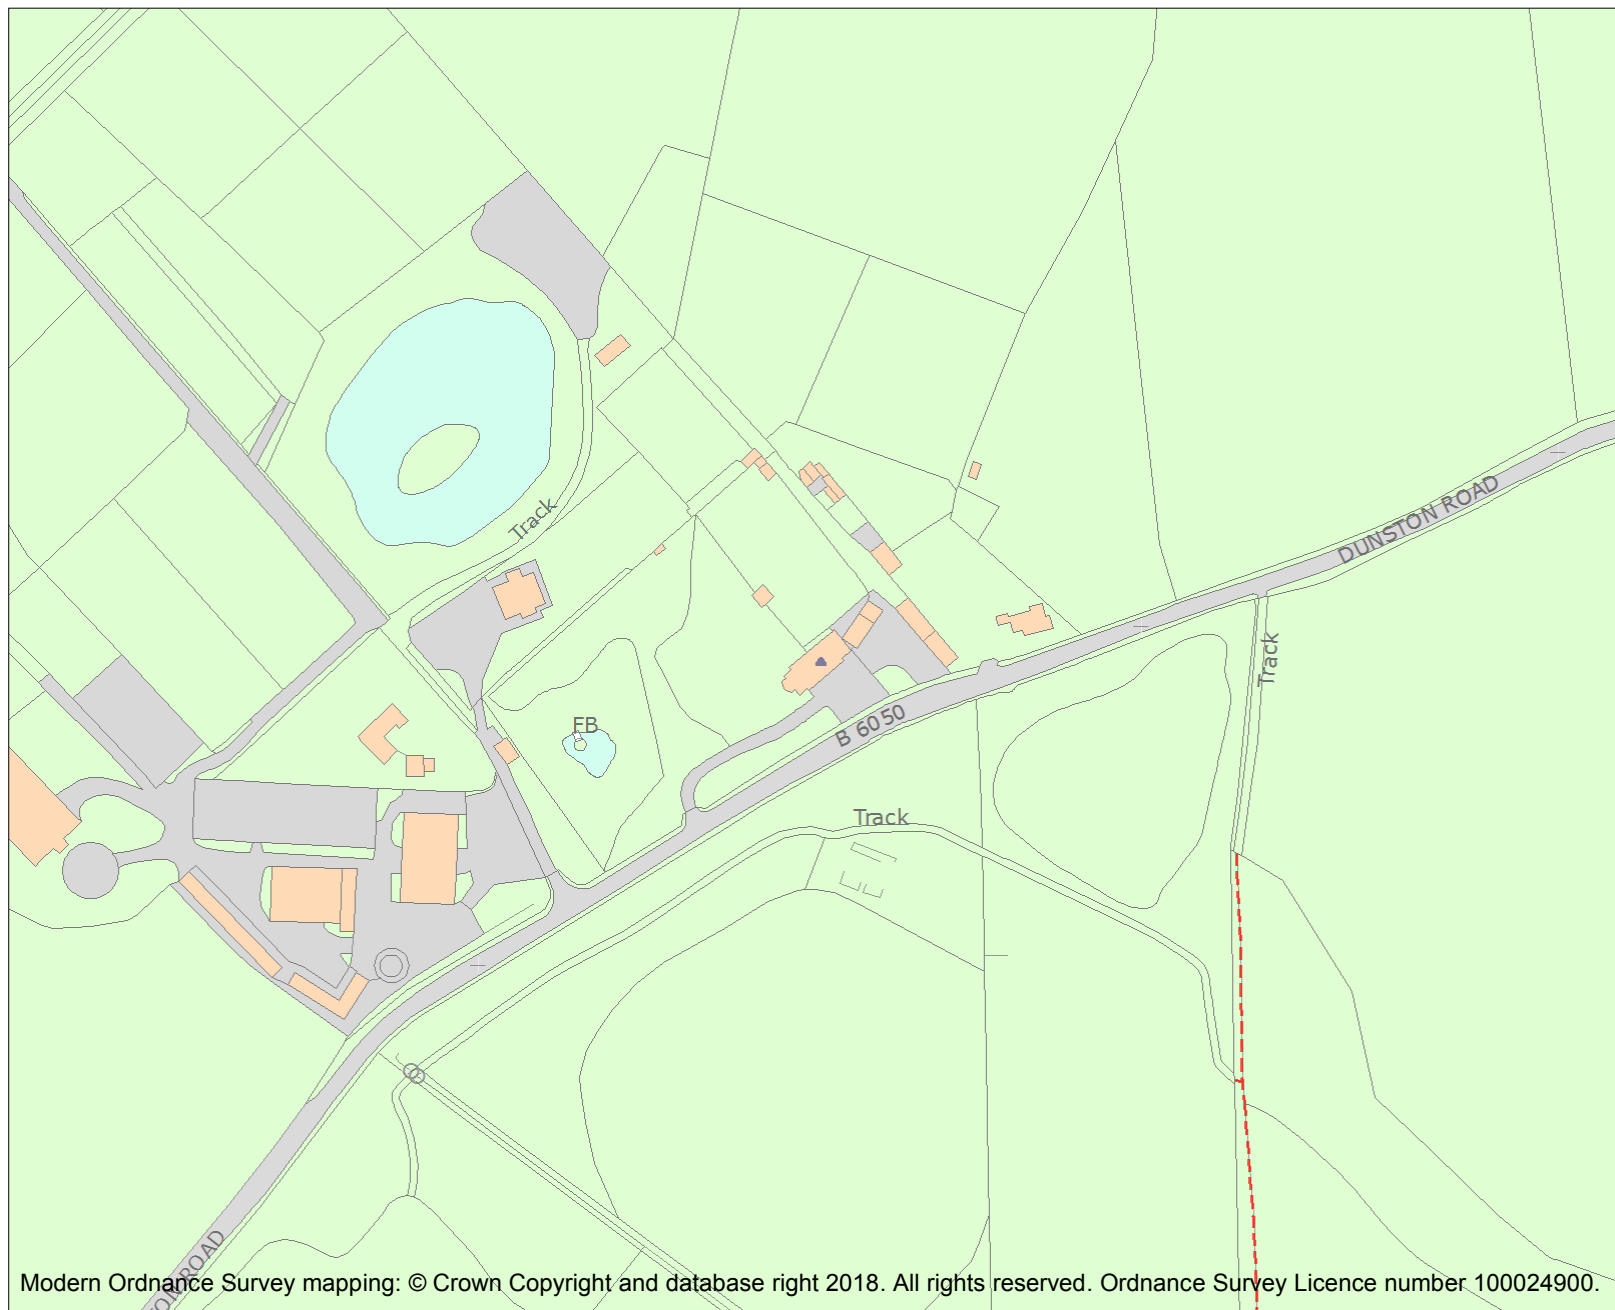 DUNSTON ROAD
Track
Track
FB
B 6050
Track
TON ROAD
Modern Ordnance Survey mapping: © Crown Copyright and database right 2018. All rights reserved. Ordnance Survey Licence number 100024900.